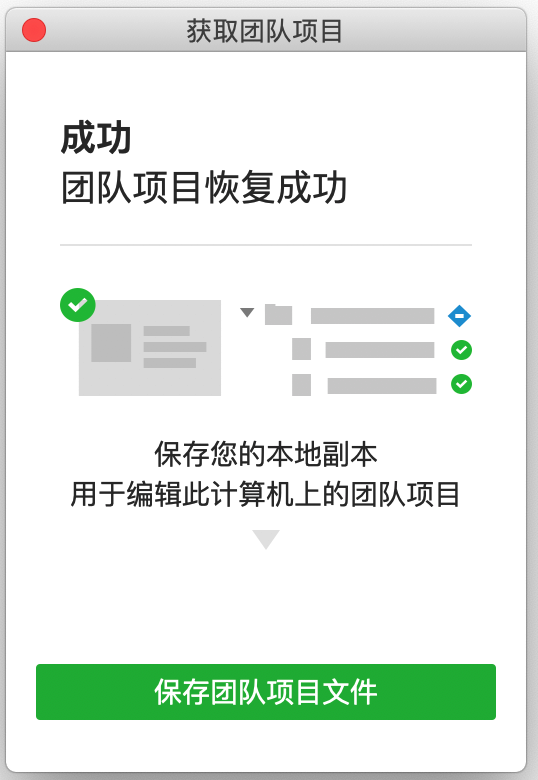 获取团队项目
成功
团队项目恢复成功
保存您的本地副本
用于编辑此计算机上的团队项目
保存团队项目文件